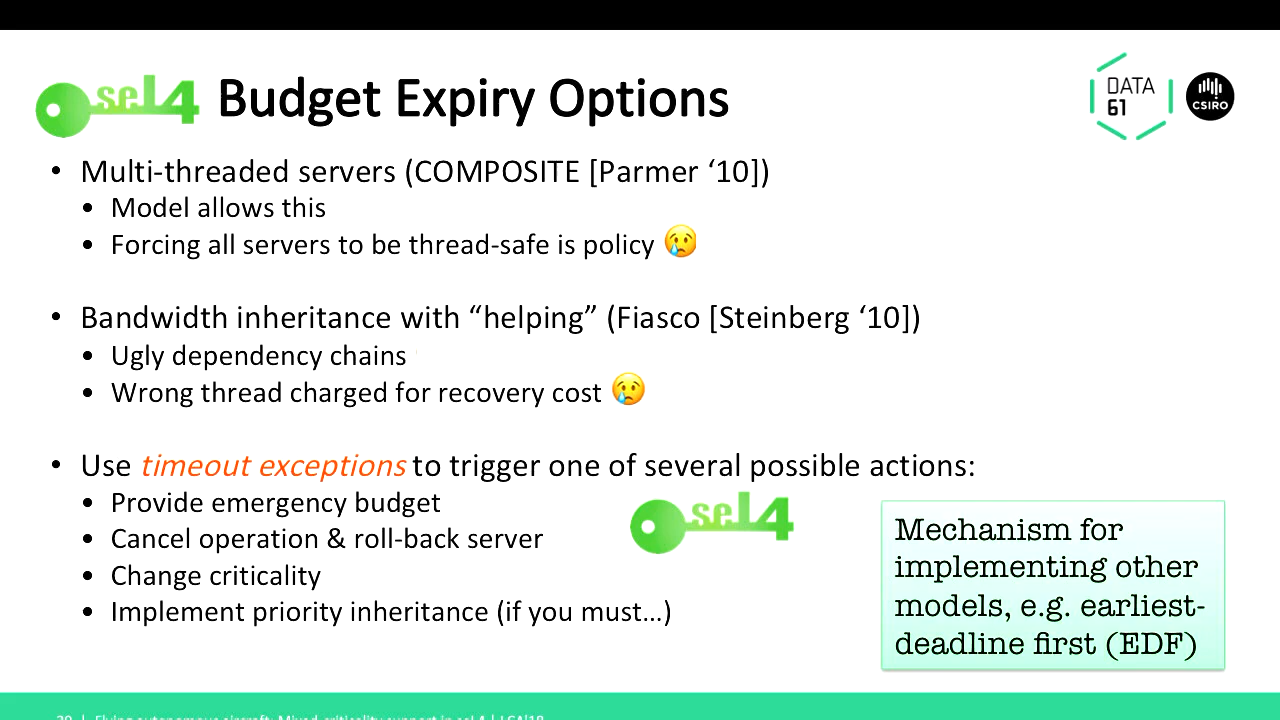 seL4 Budget Expiry Options
DATA
61
CSIRO
• Multi-threaded servers (COMPOSITE [Parmer ‘10])
• Model allows this
• Forcing all servers to be thread-safe is policy 😢
• Bandwidth inheritance with “helping” (Fiasco [Steinberg ‘10])
• Ugly dependency chains
• Wrong thread charged for recovery cost 😢
• Use timeout exceptions to trigger one of several possible actions:
• Provide emergency budget
• Cancel operation & roll-back server
• Change criticality
• Implement priority inheritance (if you must…)
seL4
Mechanism for
implementing other
models, e.g. earliest-
deadline first (EDF)